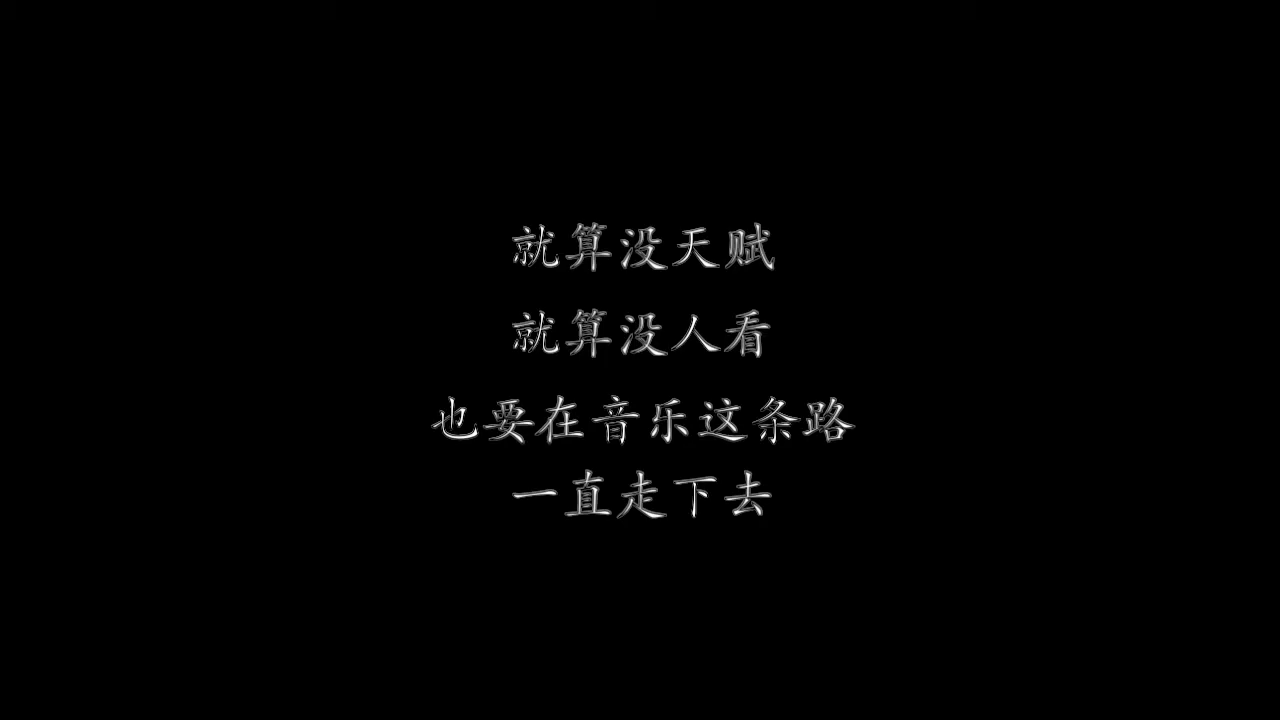 就算没天赋
就算没人看
也要在音乐这条路
一直走下去